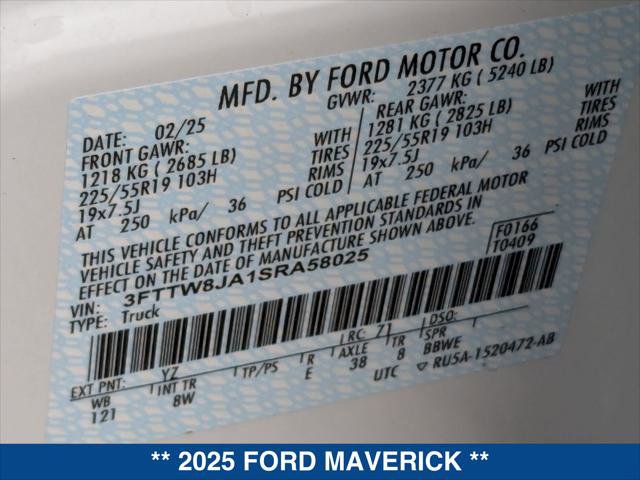 MFD. BY FORD MOTOR CO.
DATE: 02/25 GVWR: 2377 KG ( 5240 LB)
FRONT GAWR: WITH REAR GAWR: WITH
1218 KG ( 2685 LB) TIRES 1281 KG ( 2825 LB) TIRES
225/55R19 103H RIMS 225/55R19 103H RIMS
19x7.5J PSI COLD 19x7.5J PSI COLD
AT 250 kPa/ 36 AT 250 kPa/ 36
THIS VEHICLE CONFORMS TO ALL APPLICABLE FEDERAL MOTOR
VEHICLE SAFETY AND THEFT PREVENTION STANDARDS IN
EFFECT ON THE DATE OF MANUFACTURE SHOWN ABOVE.
VIN: 3FTTW8JA1SRA58025 F0166
TYPE: Truck T0409
EXT PNT: YZ LRC: 71 DSO:
WB INT TR TP/PS R AXLE TR SPR
121 8W E 38 8 BBWE
UTC RU5A-1520472-AB
** 2025 FORD MAVERICK **